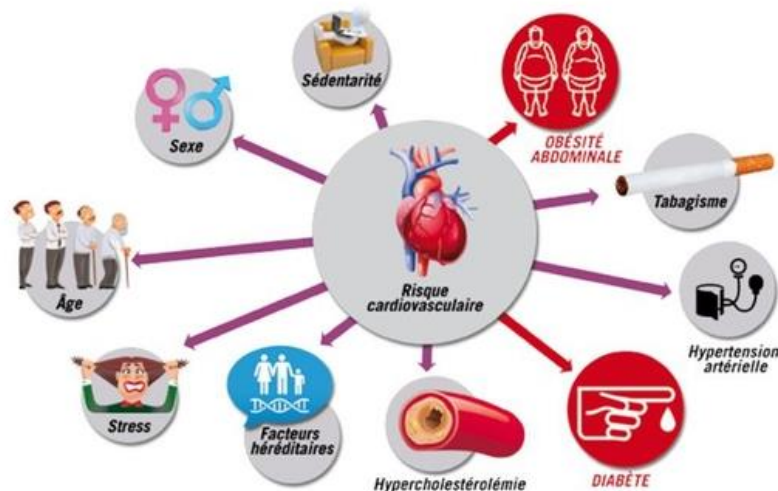 Sédentarité
OBÉSITÉ
ABDOMINALE
Sexe
Tabagisme
Âge
Risque
cardiovasculaire
Hypertension
artérielle
Stress
Facteurs
héréditaires
Hypercholestérolémie
DIABÈTE